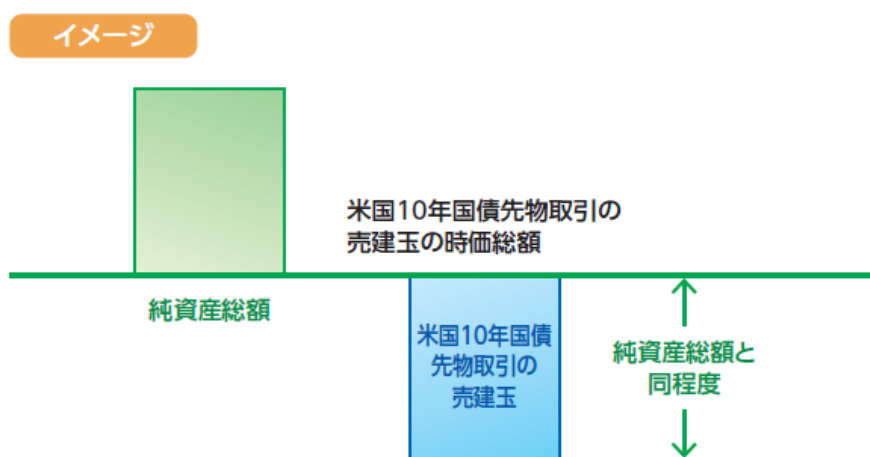 イメージ
米国10年国債先物取引の
売建玉の時価総額
純資産総額
米国10年国債
先物取引の
売建玉
純資産総額と
同程度